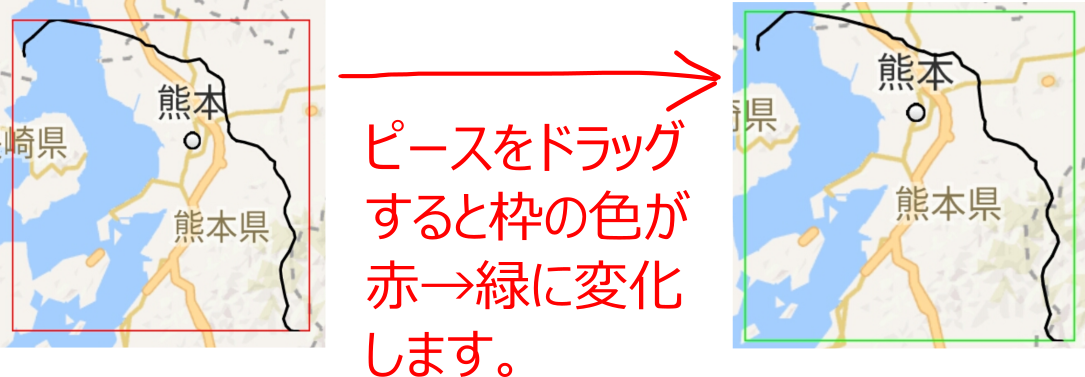 熊本
崎県
熊本県
ピースをドラッグ
すると枠の色が
赤→緑に変化
します。
熊本
県
熊本県